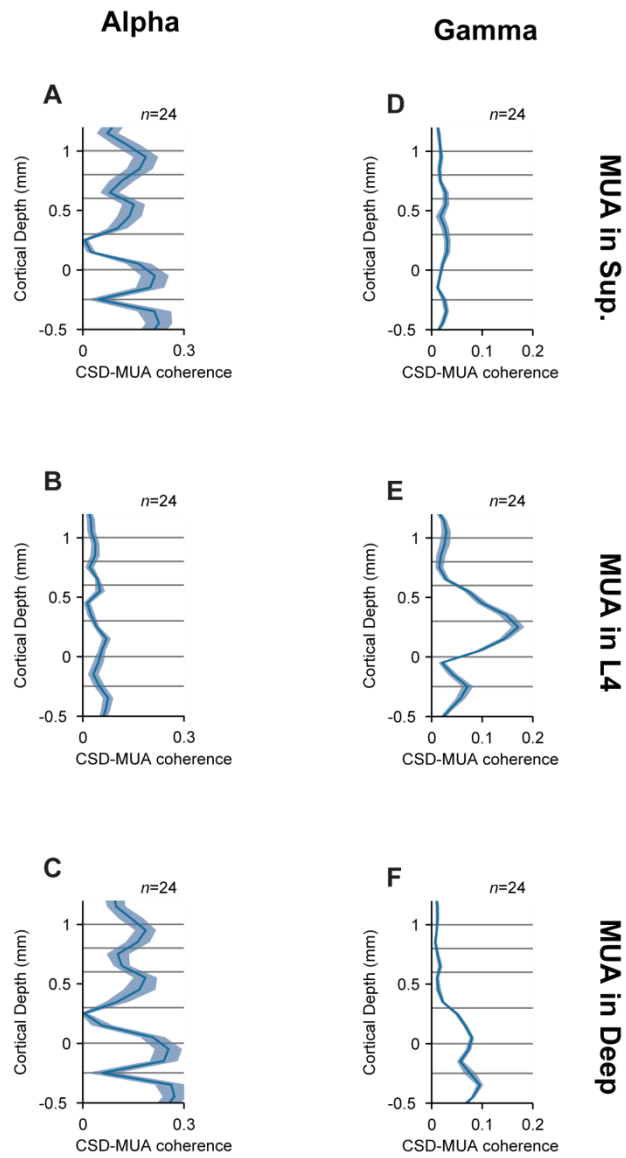 Alpha
Gamma
A
n=24
Cortical Depth (mm)
1
0.5
0
-0.5
0
0.3
CSD-MUA coherence
D
n=24
Cortical Depth (mm)
1
0.5
0
-0.5
0
0.1
0.2
CSD-MUA coherence
MUA in Sup.
B
n=24
Cortical Depth (mm)
1
0.5
0
-0.5
0
0.3
CSD-MUA coherence
E
n=24
Cortical Depth (mm)
1
0.5
0
-0.5
0
0.1
0.2
CSD-MUA coherence
MUA in L4
C
n=24
Cortical Depth (mm)
1
0.5
0
-0.5
0
0.3
CSD-MUA coherence
F
n=24
Cortical Depth (mm)
1
0.5
0
-0.5
0
0.1
0.2
CSD-MUA coherence
MUA in Deep